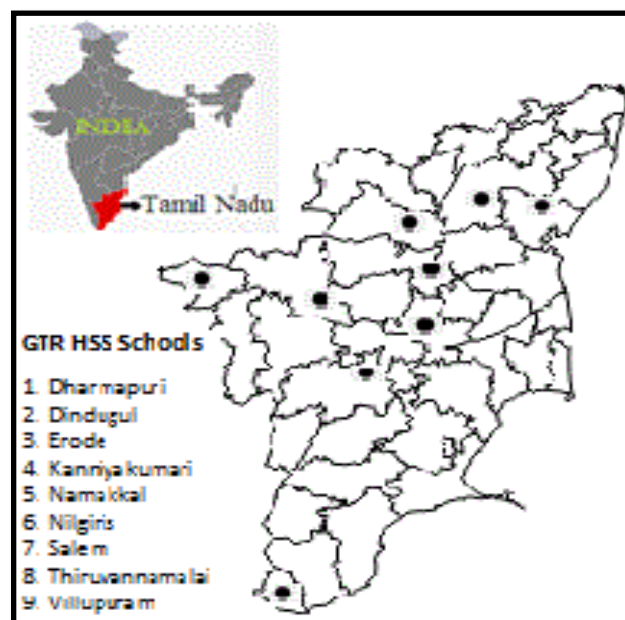 INDIA
Tamil Nadu
GTR HSS Schools
1. Dharmapuri
2. Dindugul
3. Erode
4. Kanniyakumari
5. Namakkal
6. Nilgiris
7. Salem
8. Thiruvannamalai
9. Villupuram